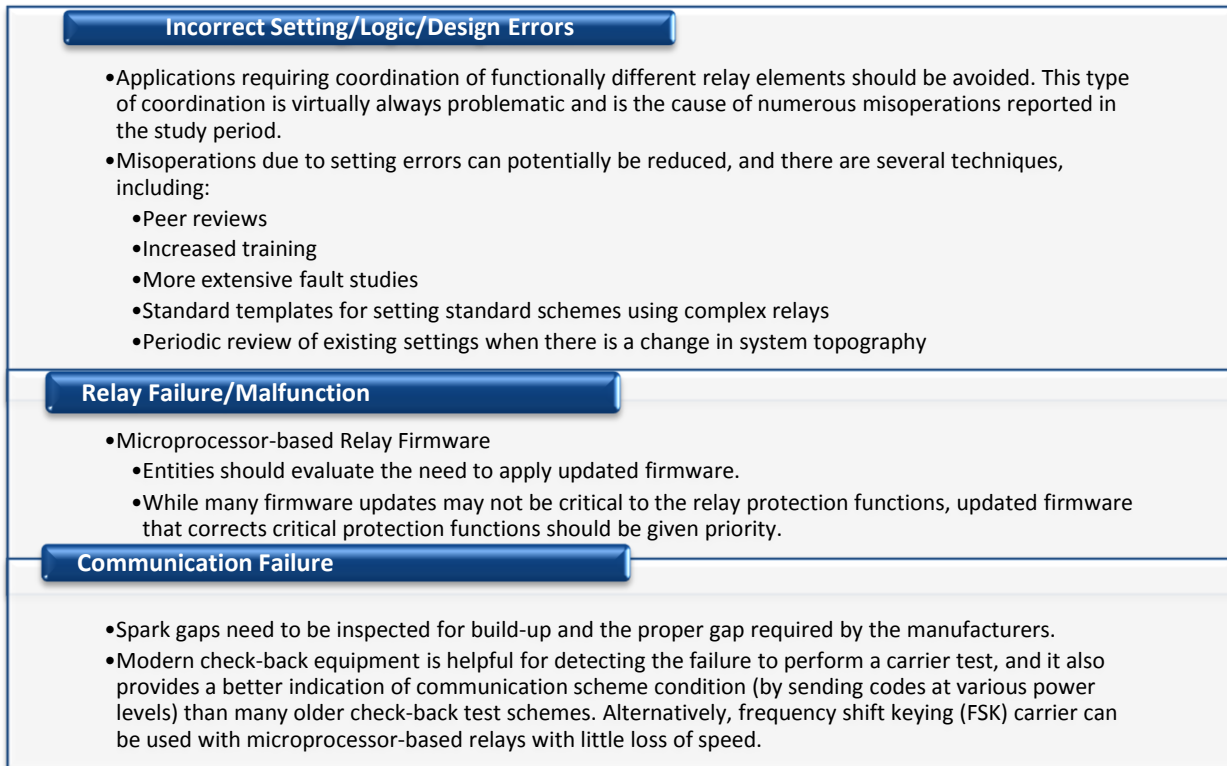 Incorrect Setting/Logic/Design Errors
•Applications requiring coordination of functionally different relay elements should be avoided. This type
of coordination is virtually always problematic and is the cause of numerous misoperations reported in
the study period.
•Misoperations due to setting errors can potentially be reduced, and there are several techniques,
including:
•Peer reviews
•Increased training
•More extensive fault studies
•Standard templates for setting standard schemes using complex relays
•Periodic review of existing settings when there is a change in system topography
Relay Failure/Malfunction
•Microprocessor-based Relay Firmware
•Entities should evaluate the need to apply updated firmware.
•While many firmware updates may not be critical to the relay protection functions, updated firmware
that corrects critical protection functions should be given priority.
Communication Failure
•Spark gaps need to be inspected for build-up and the proper gap required by the manufacturers.
•Modern check-back equipment is helpful for detecting the failure to perform a carrier test, and it also
provides a better indication of communication scheme condition (by sending codes at various power
levels) than many older check-back test schemes. Alternatively, frequency shift keying (FSK) carrier can
be used with microprocessor-based relays with little loss of speed.